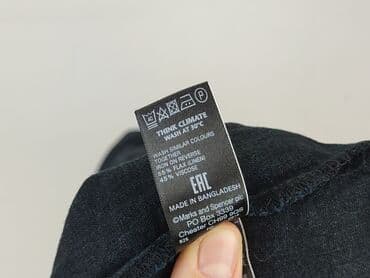 THINK CLIMATE
WASH AT 30°C
WASH SIMILAR COLOURS
TOGETHER
IRON ON REVERSE
55% FLAX (LINEN)
45% VISCOSE
EAC
MADE IN BANGLADESH
©Marks and Spencer plc
PO Box 3339
Chester CH99 9QS